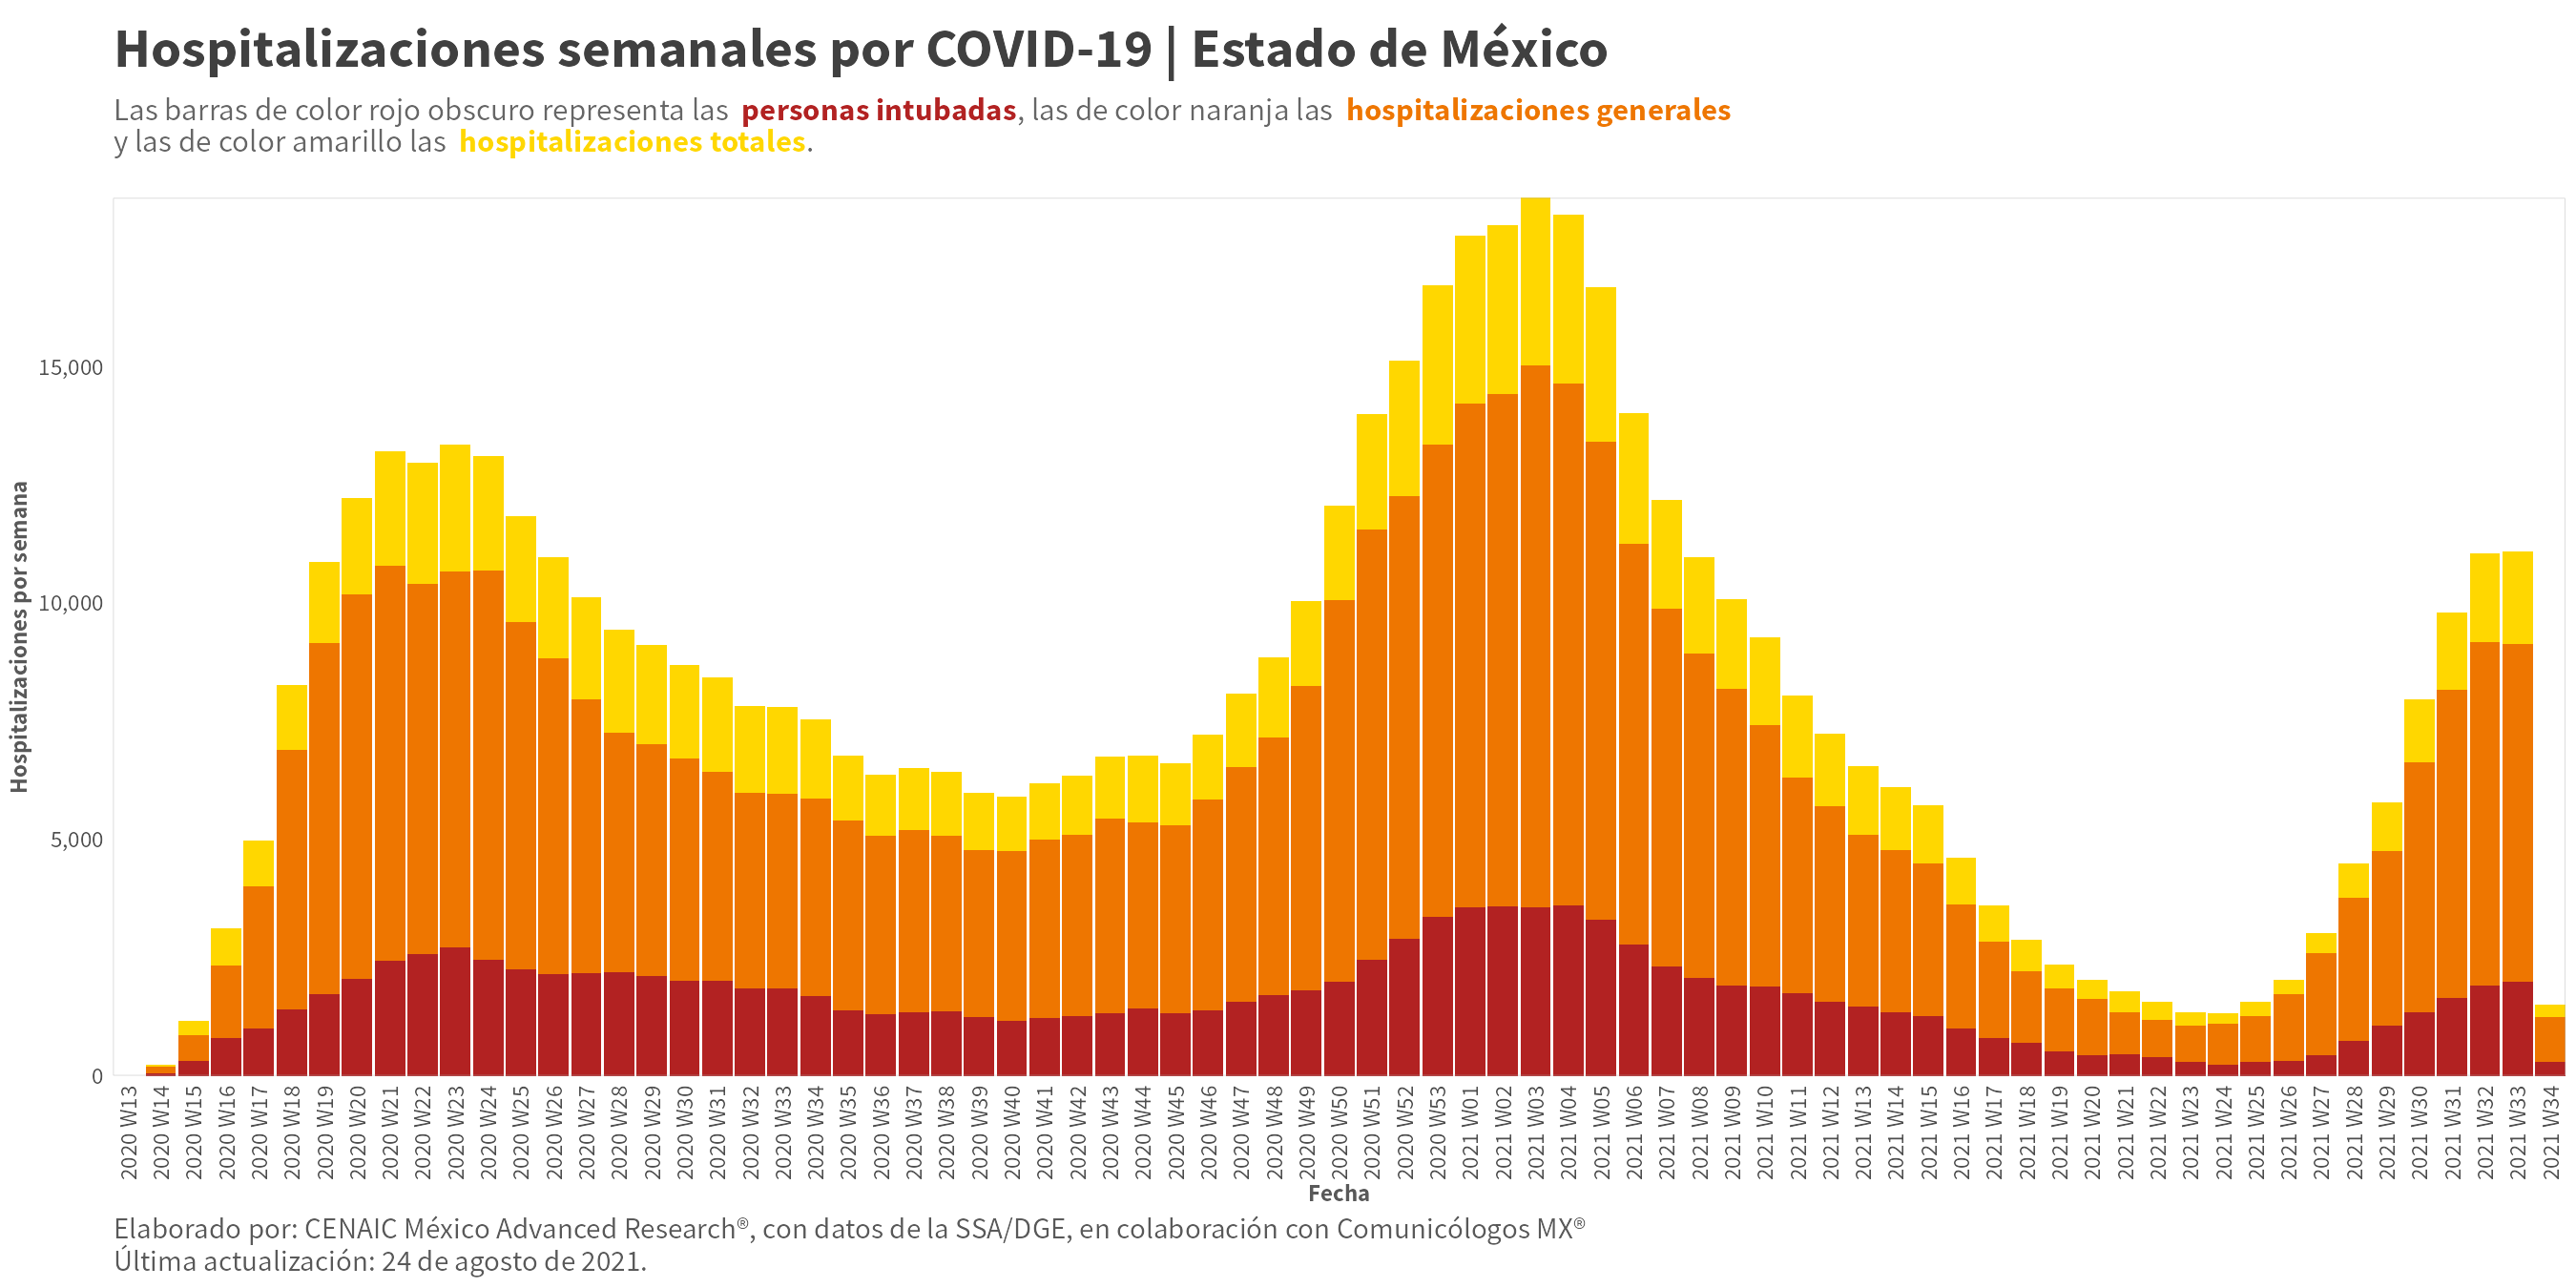 Hospitalizaciones semanales por COVID-19 | Estado de México
Las barras de color rojo obscuro representa las personas intubadas, las de color naranja las hospitalizaciones generales
y las de color amarillo las hospitalizaciones totales.
Hospitalizaciones por semana
15,000
10,000
5,000
0
2020 W13
2020 W14
2020 W15
2020 W16
2020 W17
2020 W18
2020 W19
2020 W20
2020 W21
2020 W22
2020 W23
2020 W24
2020 W25
2020 W26
2020 W27
2020 W28
2020 W29
2020 W30
2020 W31
2020 W32
2020 W33
2020 W34
2020 W35
2020 W36
2020 W37
2020 W38
2020 W39
2020 W40
2020 W41
2020 W42
2020 W43
2020 W44
2020 W45
2020 W46
2020 W47
2020 W48
2020 W49
2020 W50
2020 W51
2020 W52
2020 W53
2021 W01
2021 W02
2021 W03
2021 W04
2021 W05
2021 W06
2021 W07
2021 W08
2021 W09
2021 W10
2021 W11
2021 W12
2021 W13
2021 W14
2021 W15
2021 W16
2021 W17
2021 W18
2021 W19
2021 W20
2021 W21
2021 W22
2021 W23
2021 W24
2021 W25
2021 W26
2021 W27
2021 W28
2021 W29
2021 W30
2021 W31
2021 W32
2021 W33
2021 W34
Fecha
Elaborado por: CENAIC México Advanced Research®, con datos de la SSA/DGE, en colaboración con Comunicólogos MX®
Última actualización: 24 de agosto de 2021.